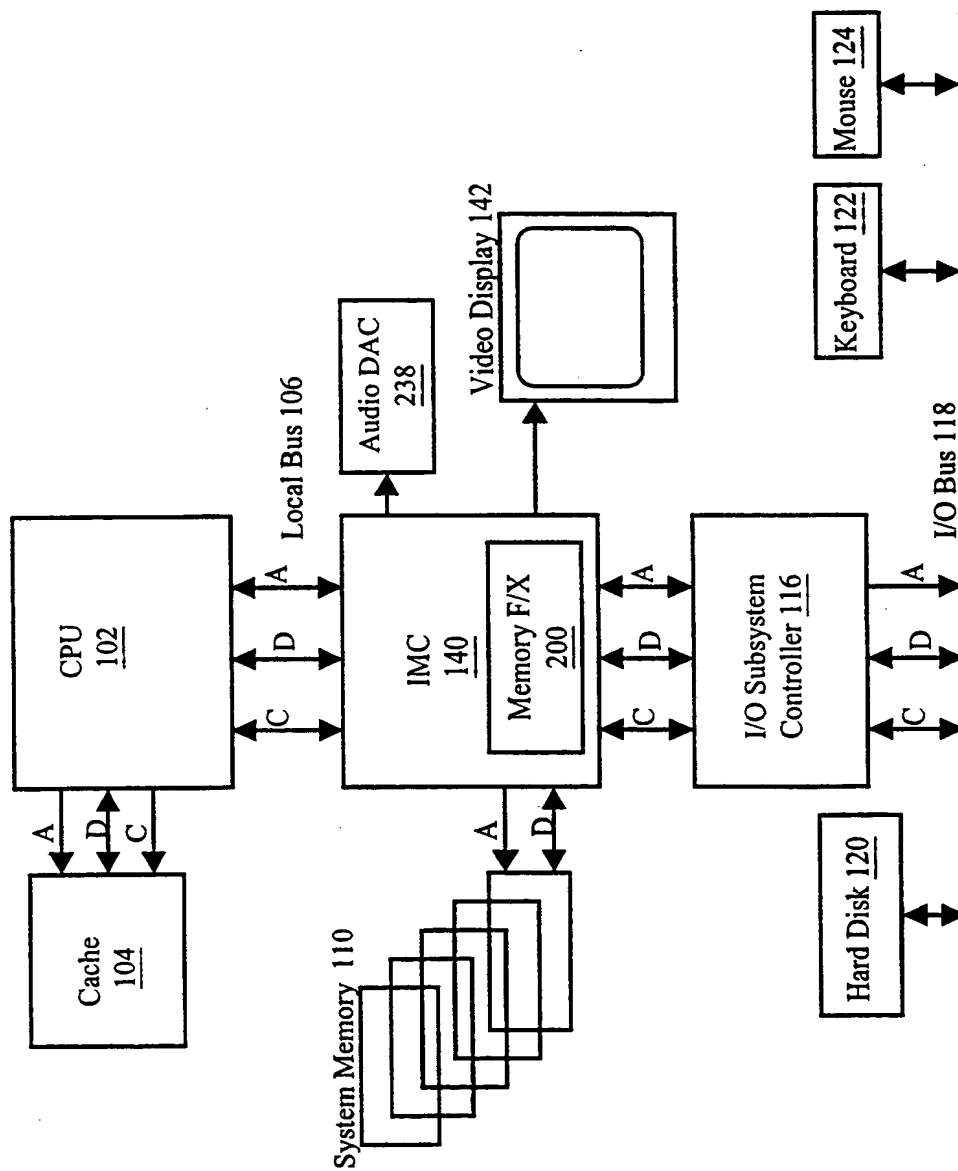 Cache
104
A
D
C
CPU
102
C
D
A
Local Bus 106
System Memory 110
A
D
IMC
140
Memory F/X
200
Audio DAC
238
Video Display 142
C
D
A
I/O Subsystem
Controller 116
Hard Disk 120
C
D
A
I/O Bus 118
Keyboard 122
Mouse 124